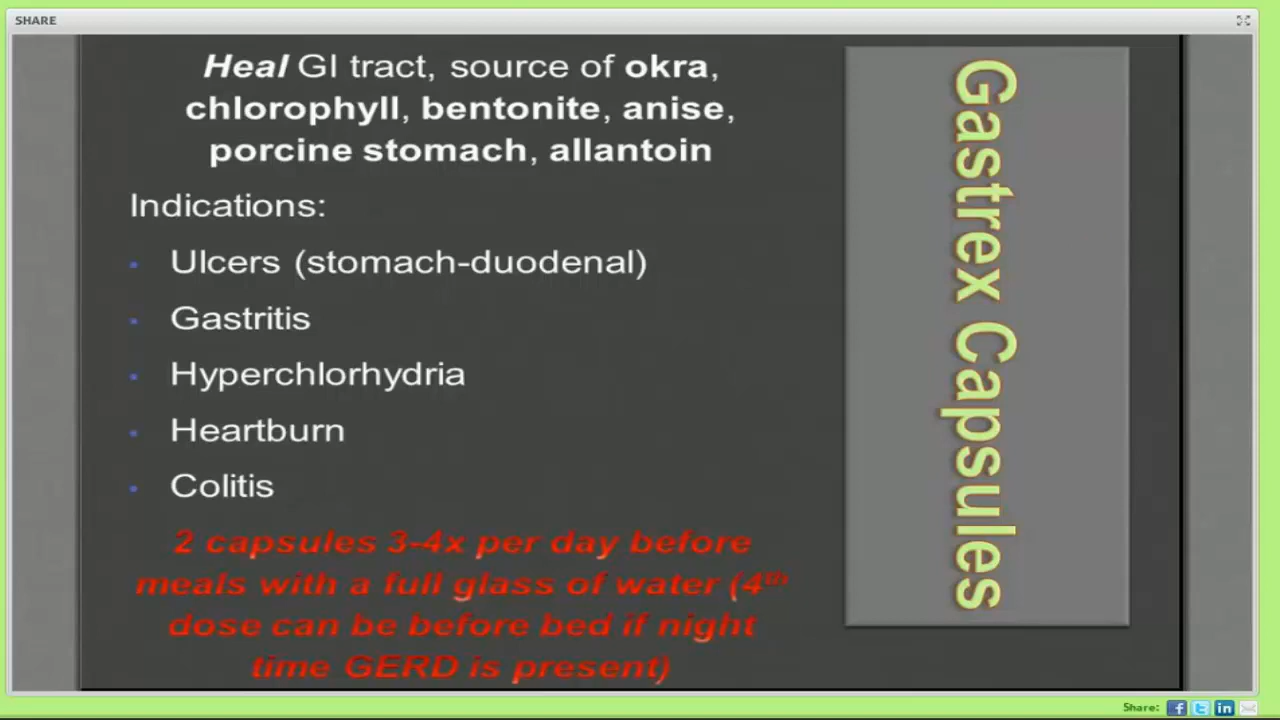 SHARE
Heal GI tract, source of okra,
chlorophyll, bentonite, anise,
porcine stomach, allantoin
Indications:
• Ulcers (stomach-duodenal)
• Gastritis
• Hyperchlorhydria
• Heartburn
• Colitis
2 capsules 3-4x per day before
meals with a full glass of water (4th
dose can be before bed if night
time GERD is present)
Gastrex Capsules
Share: